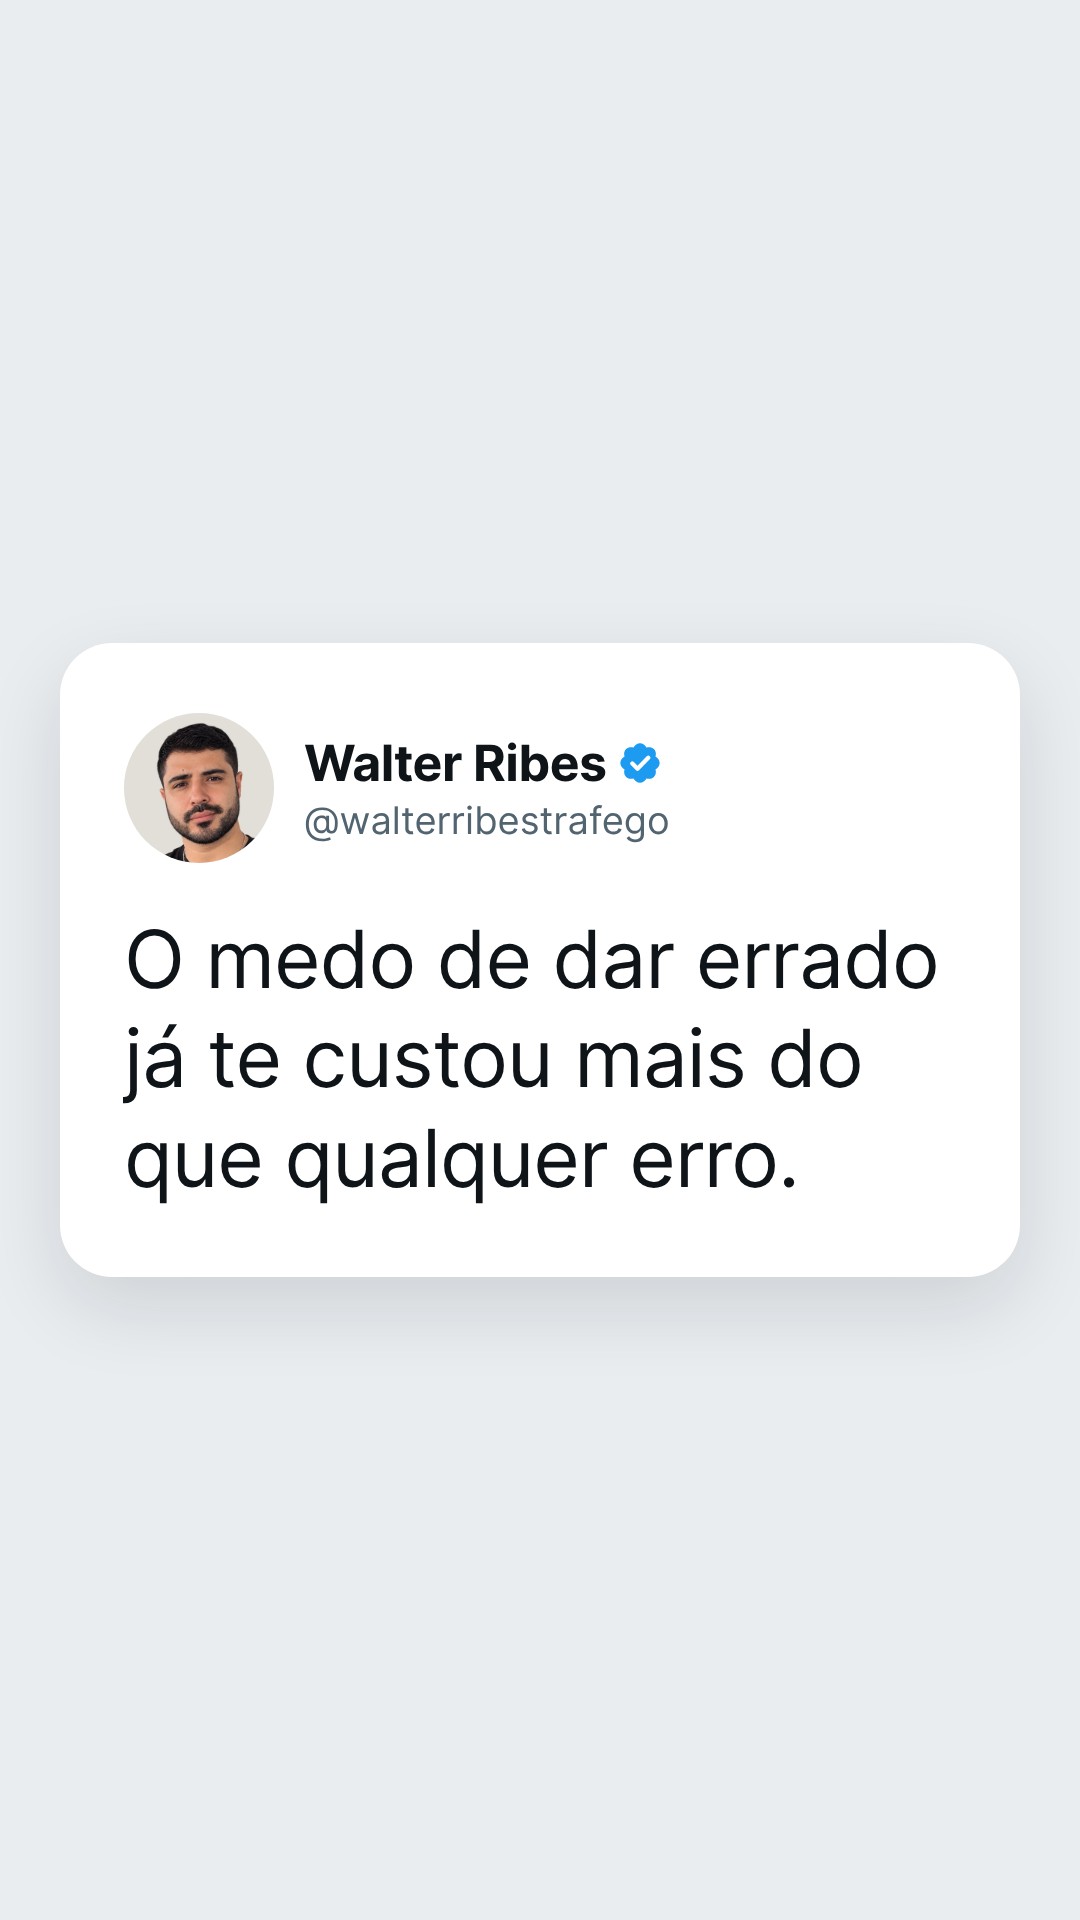 Walter Ribes
@walterribestrafego
O medo de dar errado
já te custou mais do
que qualquer erro.